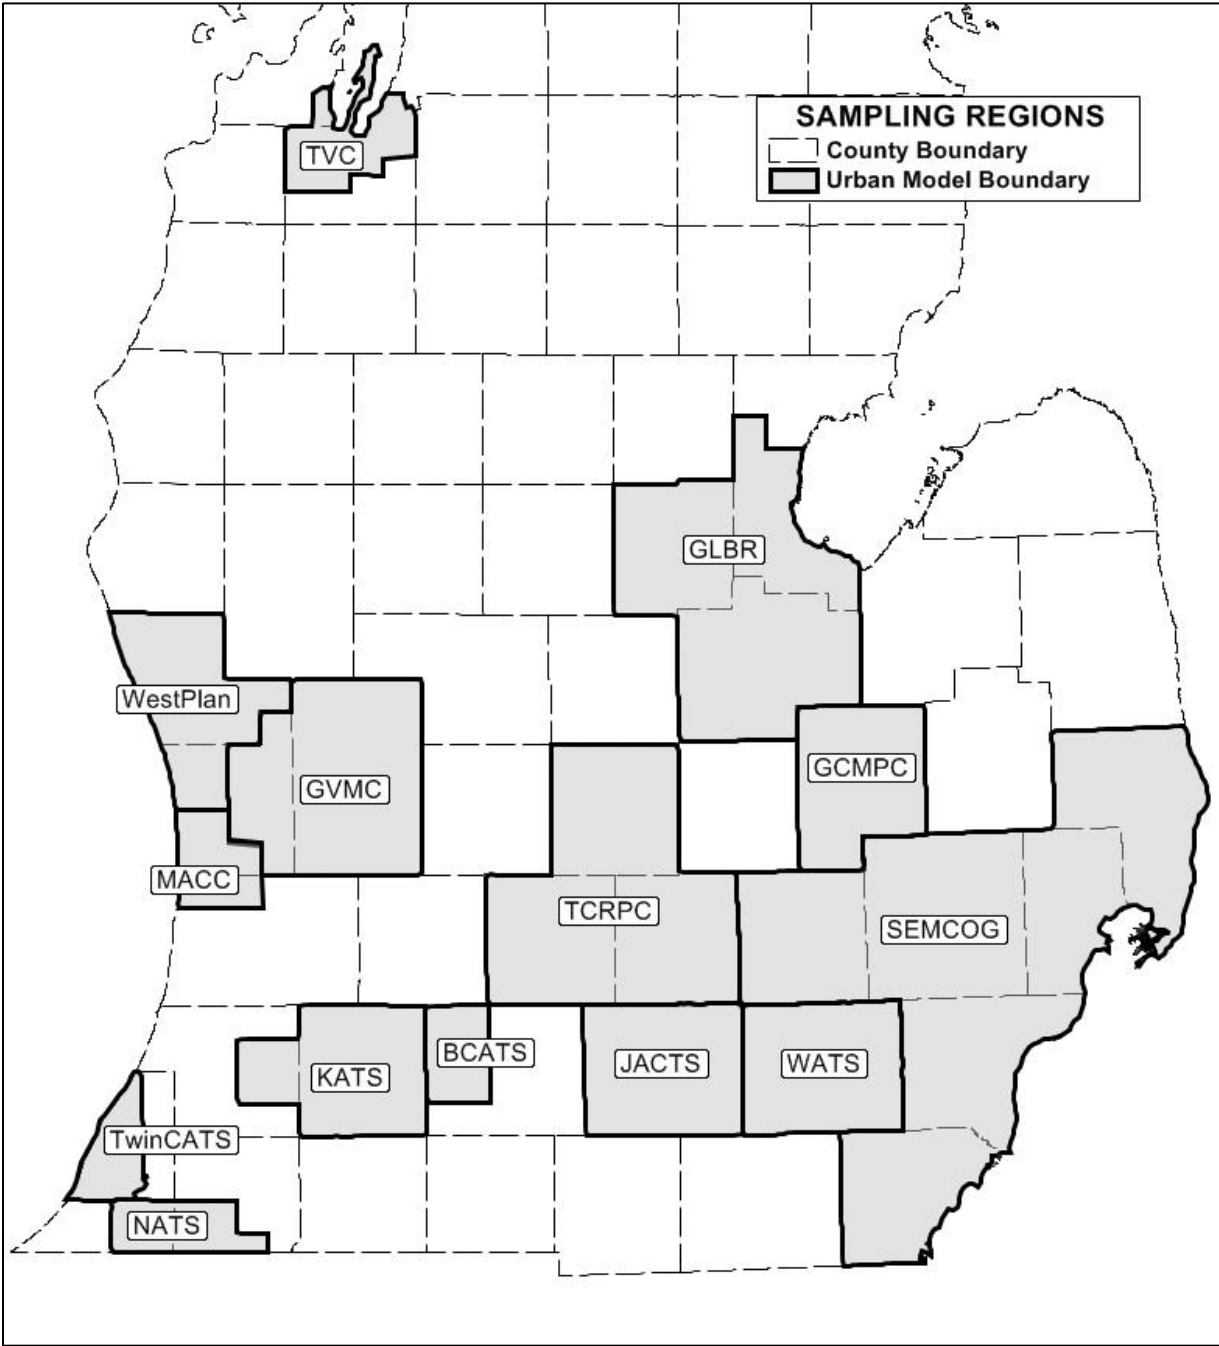 SAMPLING REGIONS
County Boundary
Urban Model Boundary
TVC
GLBR
WestPlan
GCMPC
GVMC
MACC
TCRPC
SEMCOG
BCATS
KATS
JACTS
WATS
TwinCATS
NATS